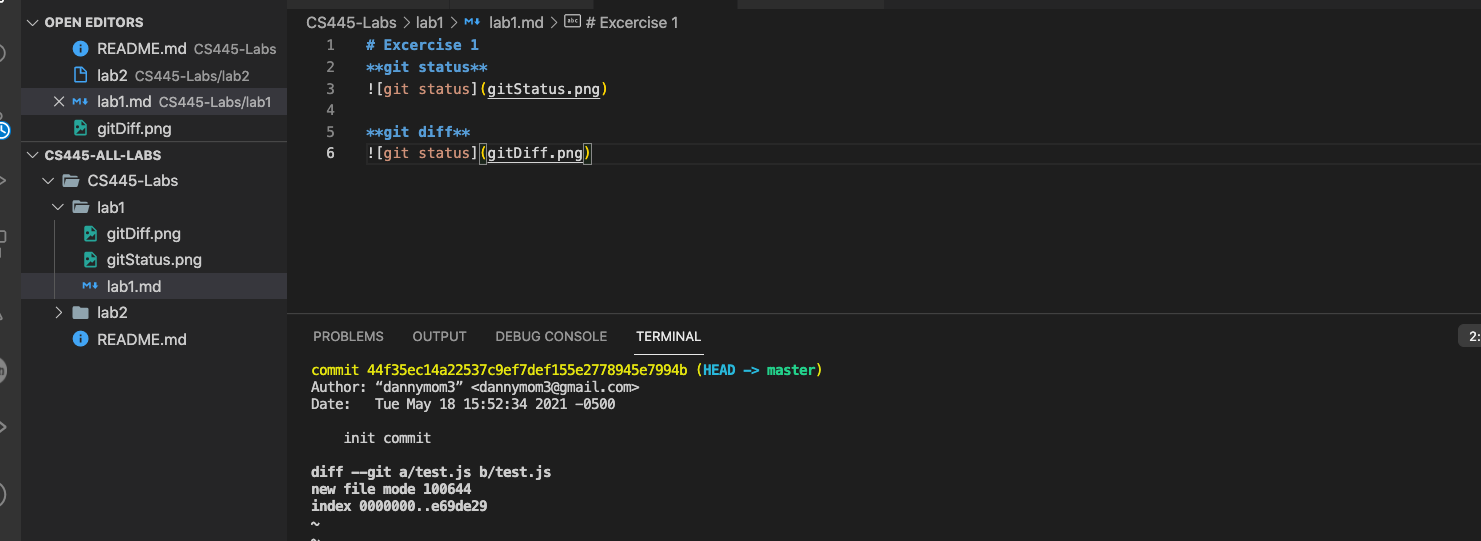 OPEN EDITORS
README.md CS445-Labs
lab2 CS445-Labs/lab2
lab1.md CS445-Labs/lab1
gitDiff.png
CS445-ALL-LABS
CS445-Labs
lab1
gitDiff.png
gitStatus.png
lab1.md
lab2
README.md
CS445-Labs > lab1 > lab1.md > abc # Excercise 1
1 # Excercise 1
2 **git status**
3 ![git status](gitStatus.png)
4
5 **git diff**
6 ![git status](gitDiff.png)
PROBLEMS OUTPUT DEBUG CONSOLE TERMINAL 2:
commit 44f35ec14a22537c9ef7def155e2778945e7994b (HEAD -> master)
Author: “dannymom3” <dannymom3@gmail.com>
Date: Tue May 18 15:52:34 2021 -0500
init commit
diff --git a/test.js b/test.js
new file mode 100644
index 0000000..e69de29
~
~